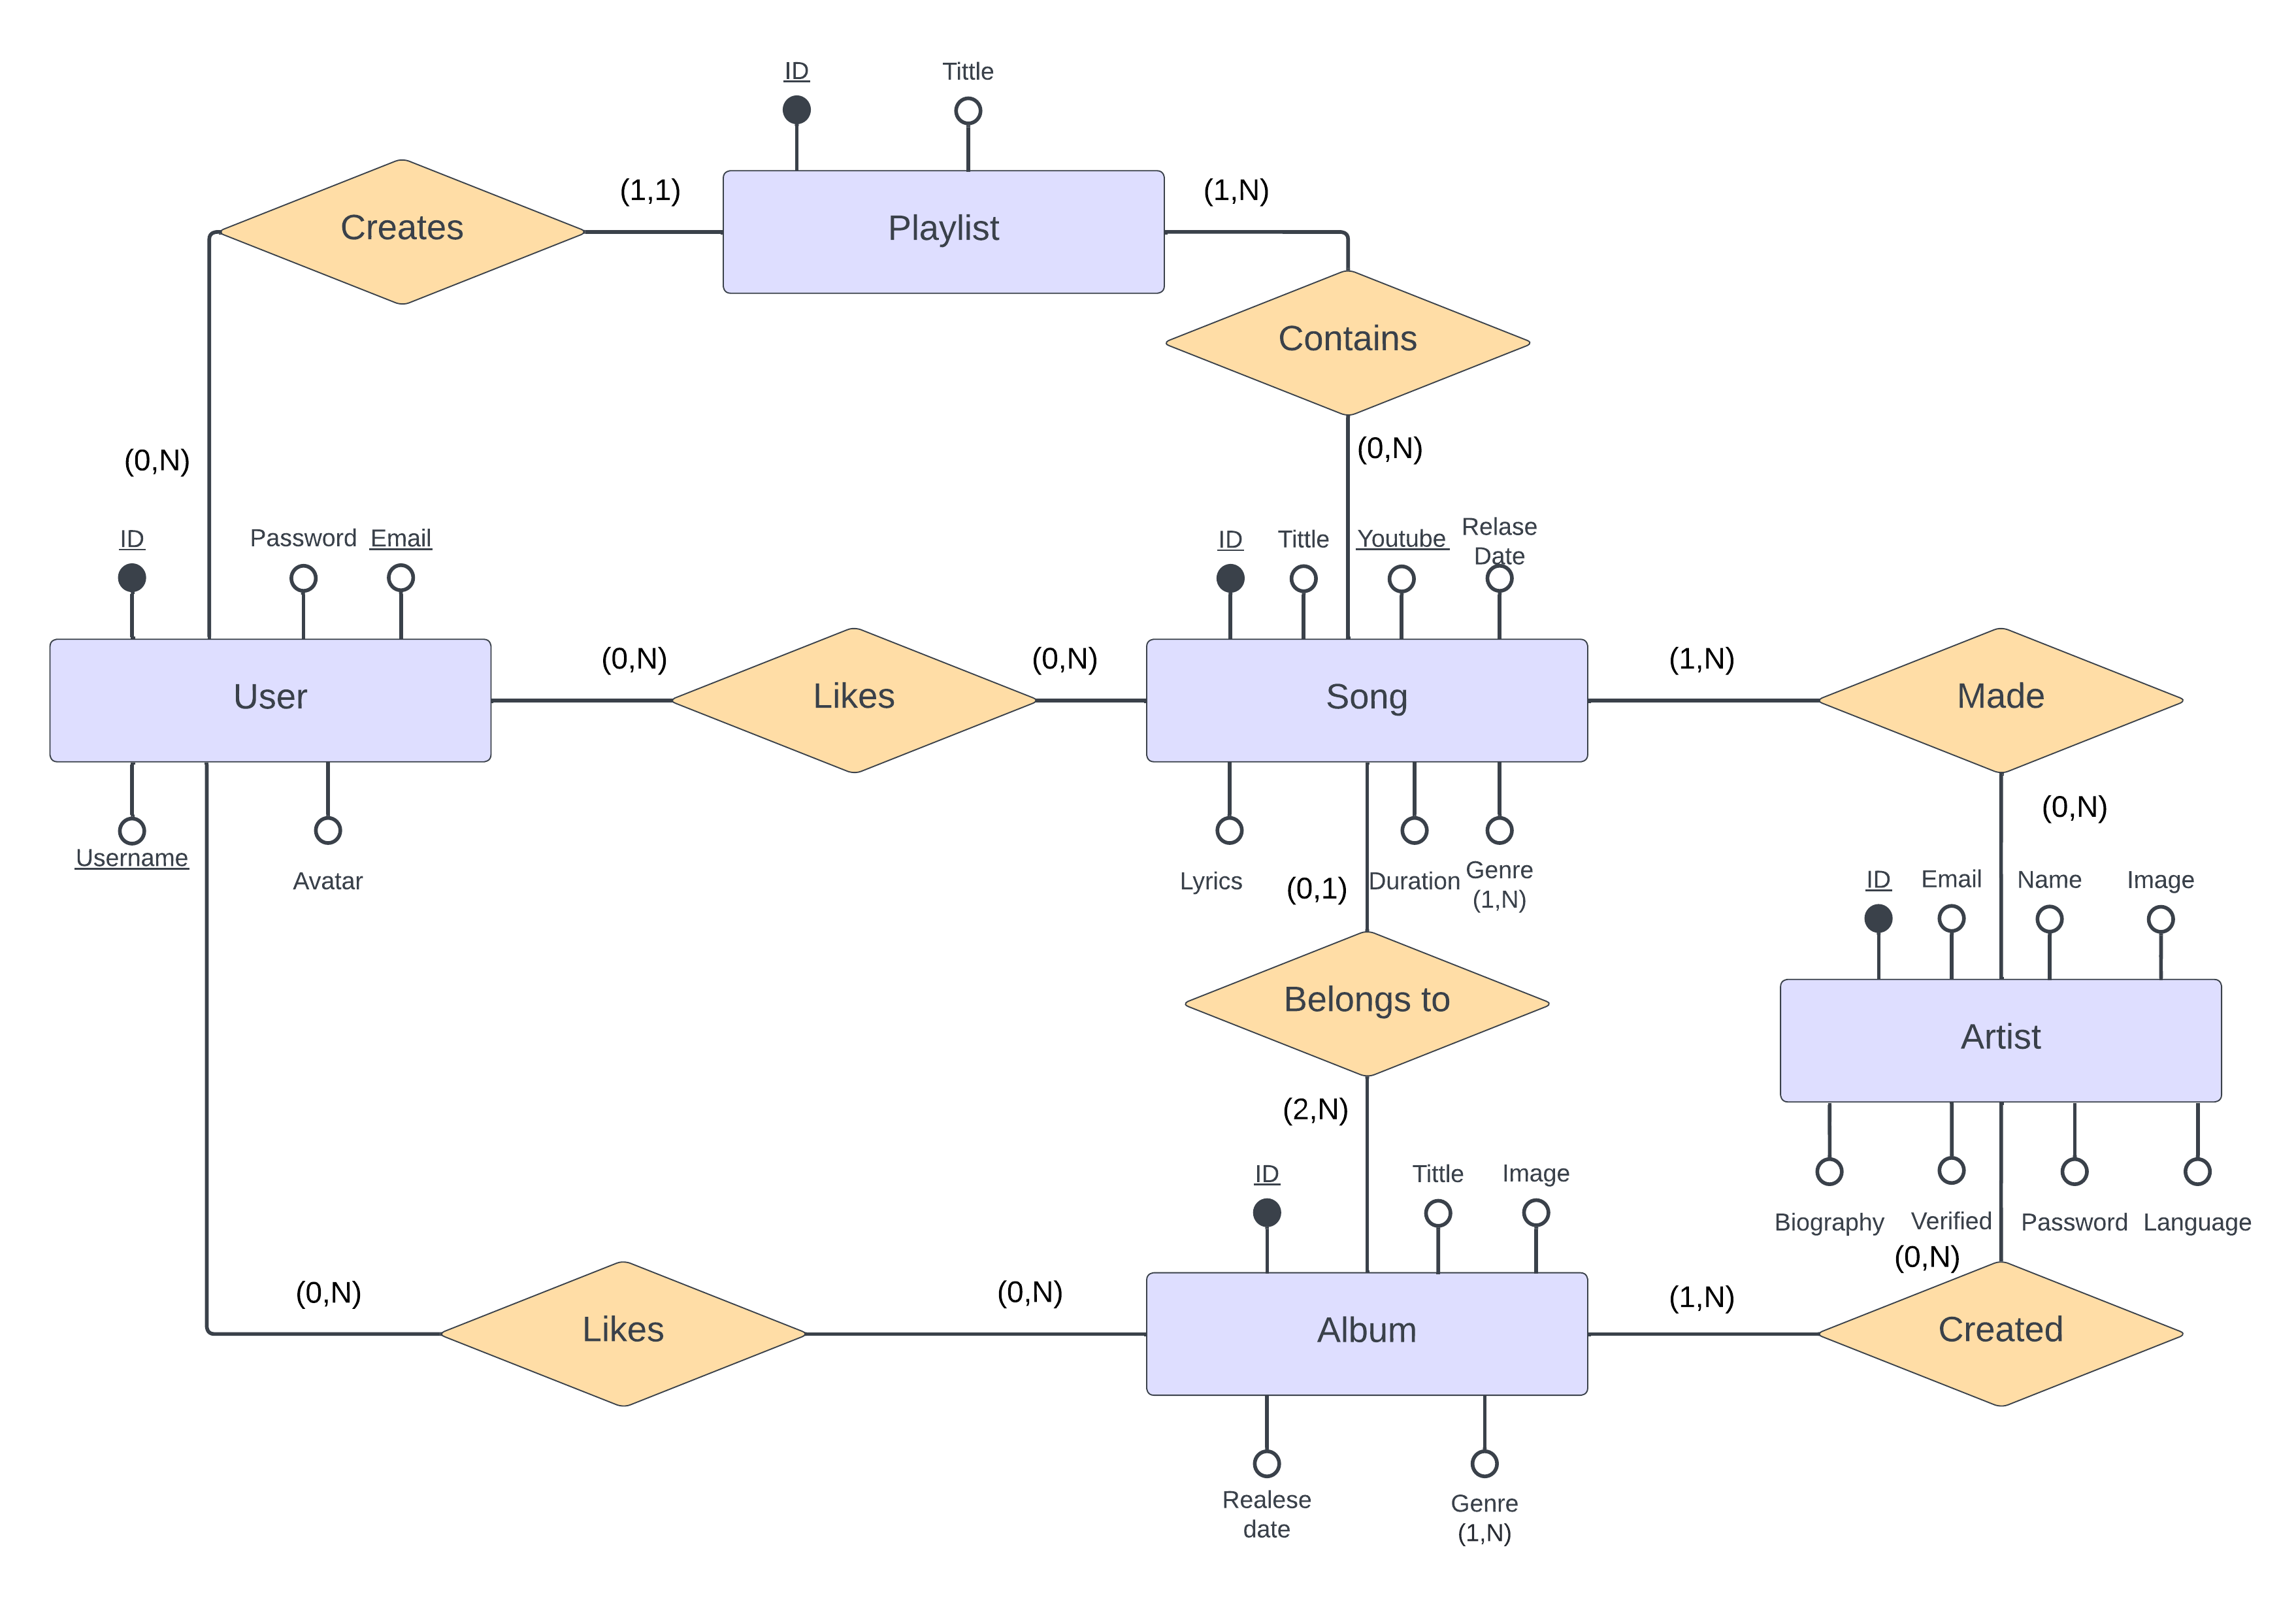 ID
Tittle
(1,1)
(1,N)
Creates
Playlist
Contains
(0,N)
(0,N)
ID
Password
Email
ID
Tittle
Youtube
Relase
Date
(0,N)
(0,N)
(1,N)
User
Likes
Song
Made
(0,N)
Username
Avatar
Lyrics
(0,1)
Duration
Genre
(1,N)
ID
Email
Name
Image
Belongs to
Artist
(2,N)
ID
Tittle
Image
Biography
Verified
Password
Language
(0,N)
(0,N)
(0,N)
(1,N)
Likes
Album
Created
Realese
date
Genre
(1,N)